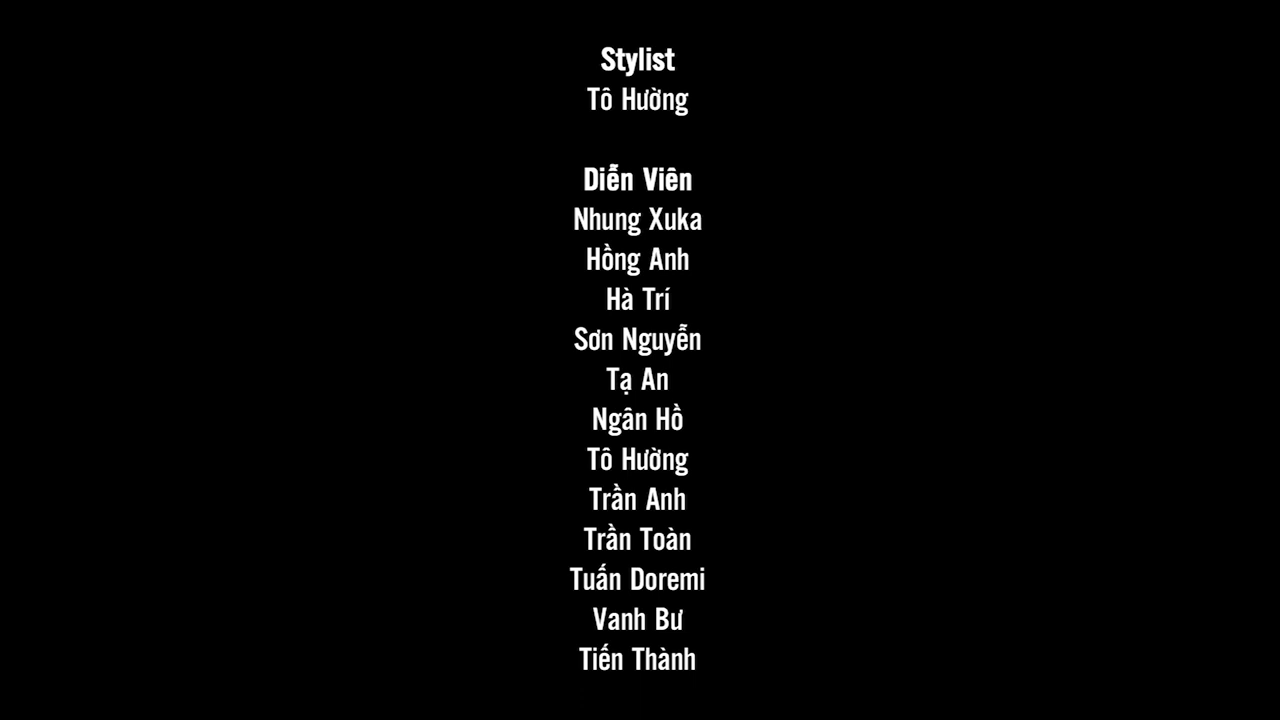 Stylist
Tô Hường
Diễn Viên
Nhung Xuka
Hồng Anh
Hà Trí
Sơn Nguyễn
Tạ An
Ngân Hồ
Tô Hường
Trần Anh
Trần Toàn
Tuấn Doremi
Vanh Bư
Tiến Thành